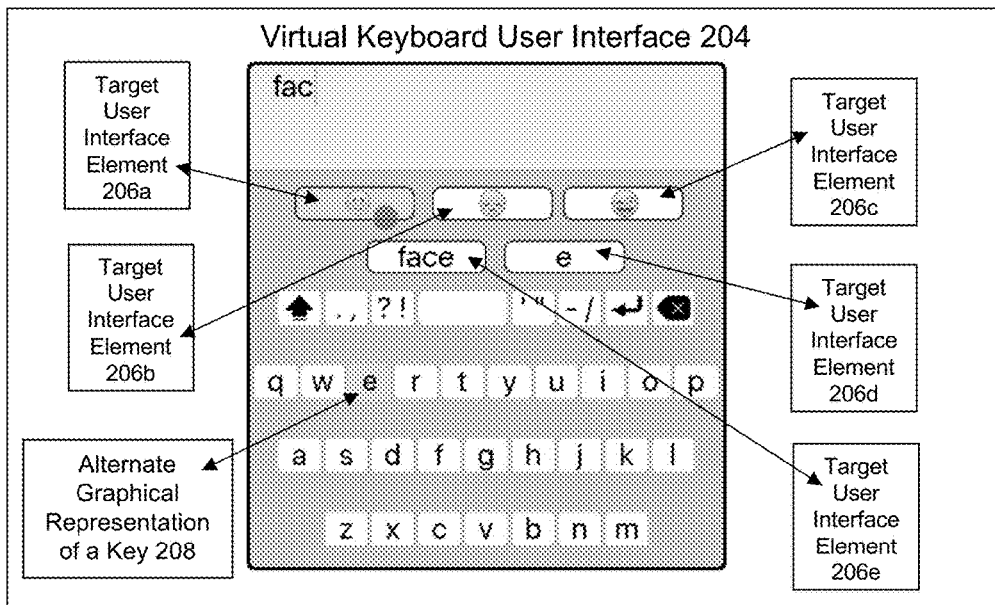 Virtual Keyboard User Interface 204
Target
User
Interface
Element
206a
fac
Target
User
Interface
Element
206c
face e
Target
User
Interface
Element
206b
. , ? ! ' " - /
Target
User
Interface
Element
206d
q w e r t y u i o p
Alternate
Graphical
Representation
of a Key 208
a s d f g h j k l
z x c v b n m
Target
User
Interface
Element
206e